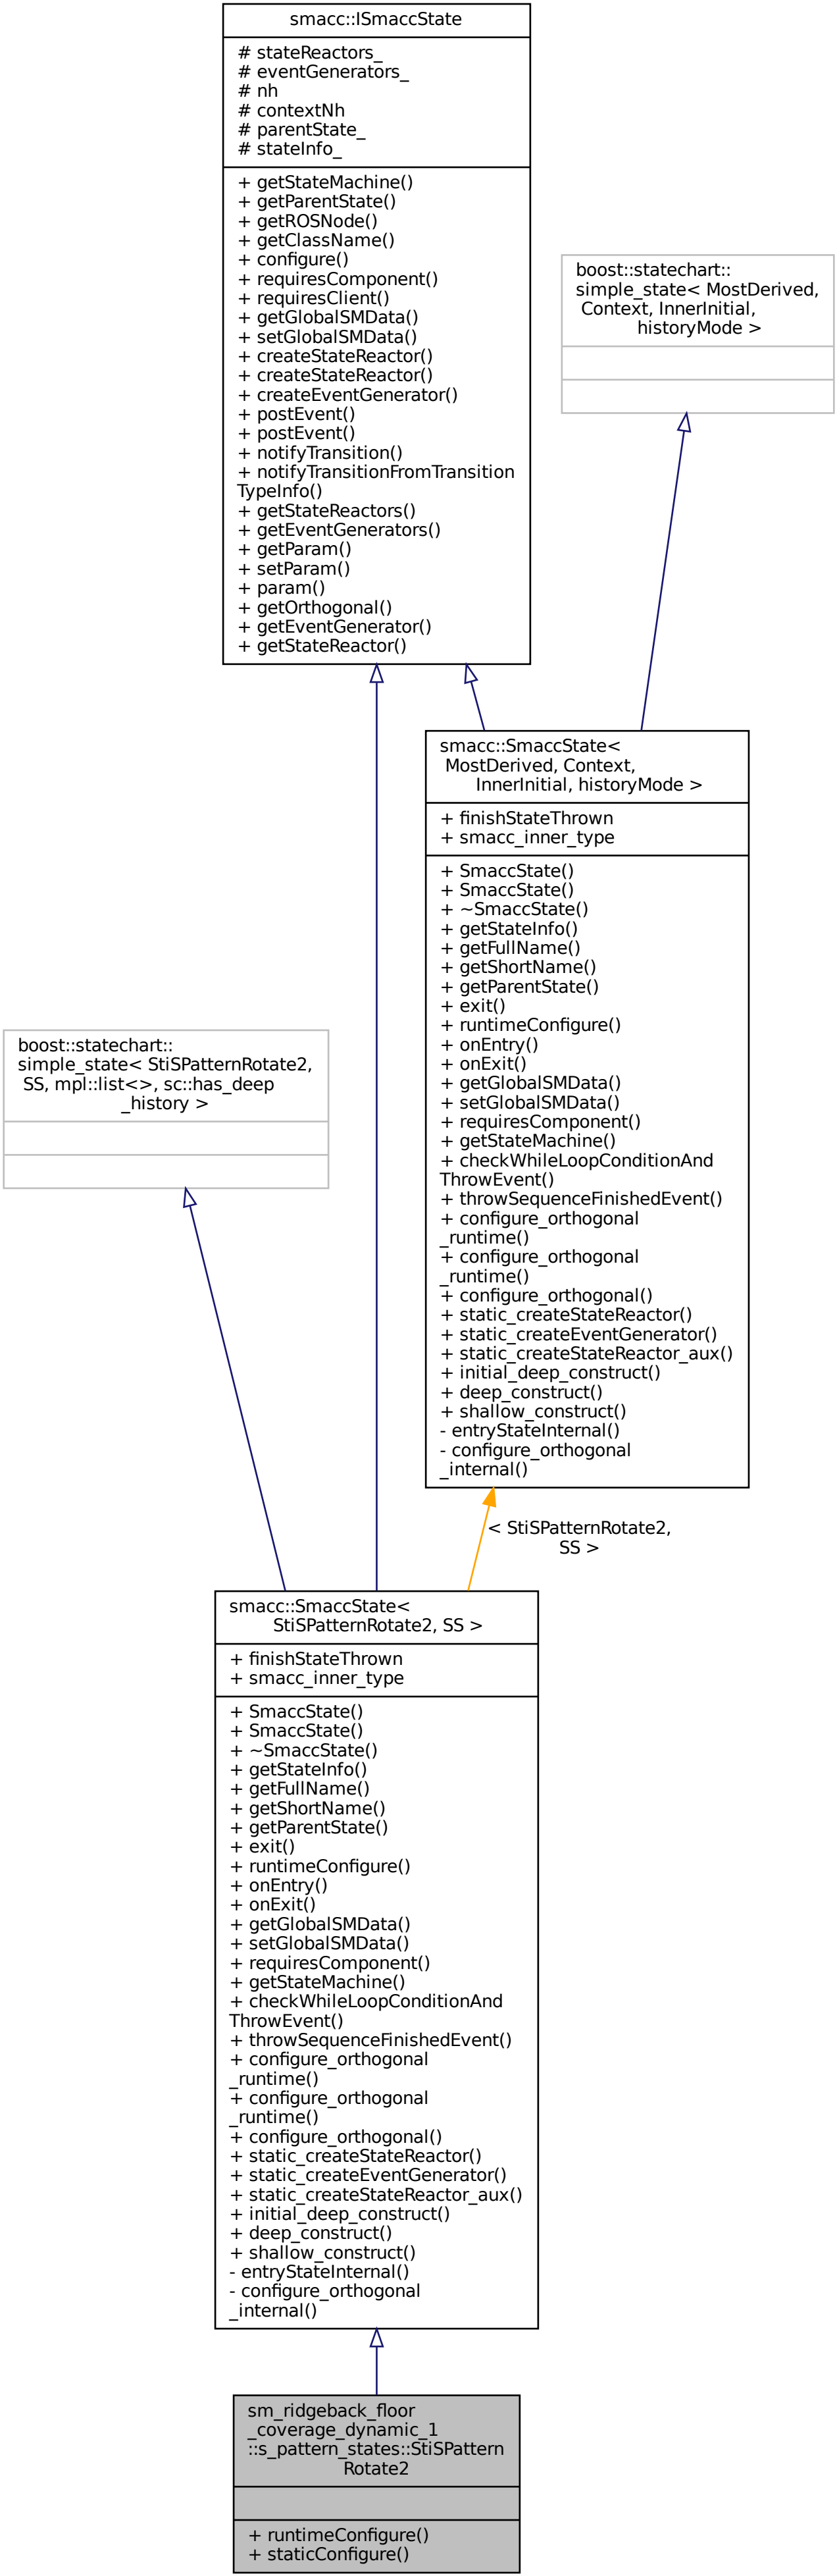 smacc::ISmaccState
# stateReactors_
# eventGenerators_
# nh
# contextNh
# parentState_
# stateInfo_
+ getStateMachine()
+ getParentState()
+ getROSNode()
+ getClassName()
+ configure()
+ requiresComponent()
+ requiresClient()
+ getGlobalSMData()
+ setGlobalSMData()
+ createStateReactor()
+ createStateReactor()
+ createEventGenerator()
+ postEvent()
+ postEvent()
+ notifyTransition()
+ notifyTransitionFromTransition
TypeInfo()
+ getStateReactors()
+ getEventGenerators()
+ getParam()
+ setParam()
+ param()
+ getOrthogonal()
+ getEventGenerator()
+ getStateReactor()
boost::statechart::
simple_state< MostDerived,
Context, InnerInitial,
historyMode >
smacc::SmaccState<
MostDerived, Context,
InnerInitial, historyMode >
+ finishStateThrown
+ smacc_inner_type
+ SmaccState()
+ SmaccState()
+ ~SmaccState()
+ getStateInfo()
+ getFullName()
+ getShortName()
+ getParentState()
+ exit()
+ runtimeConfigure()
+ onEntry()
+ onExit()
+ getGlobalSMData()
+ setGlobalSMData()
+ requiresComponent()
+ getStateMachine()
+ checkWhileLoopConditionAnd
ThrowEvent()
+ throwSequenceFinishedEvent()
+ configure_orthogonal
_runtime()
+ configure_orthogonal
_runtime()
+ configure_orthogonal()
+ static_createStateReactor()
+ static_createEventGenerator()
+ static_createStateReactor_aux()
+ initial_deep_construct()
+ deep_construct()
+ shallow_construct()
- entryStateInternal()
- configure_orthogonal
_internal()
boost::statechart::
simple_state< StiSPatternRotate2,
SS, mpl::list<>, sc::has_deep
_history >
< StiSPatternRotate2,
SS >
smacc::SmaccState<
StiSPatternRotate2, SS >
+ finishStateThrown
+ smacc_inner_type
+ SmaccState()
+ SmaccState()
+ ~SmaccState()
+ getStateInfo()
+ getFullName()
+ getShortName()
+ getParentState()
+ exit()
+ runtimeConfigure()
+ onEntry()
+ onExit()
+ getGlobalSMData()
+ setGlobalSMData()
+ requiresComponent()
+ getStateMachine()
+ checkWhileLoopConditionAnd
ThrowEvent()
+ throwSequenceFinishedEvent()
+ configure_orthogonal
_runtime()
+ configure_orthogonal
_runtime()
+ configure_orthogonal()
+ static_createStateReactor()
+ static_createEventGenerator()
+ static_createStateReactor_aux()
+ initial_deep_construct()
+ deep_construct()
+ shallow_construct()
- entryStateInternal()
- configure_orthogonal
_internal()
sm_ridgeback_floor
_coverage_dynamic_1
::s_pattern_states::StiSPattern
Rotate2
+ runtimeConfigure()
+ staticConfigure()